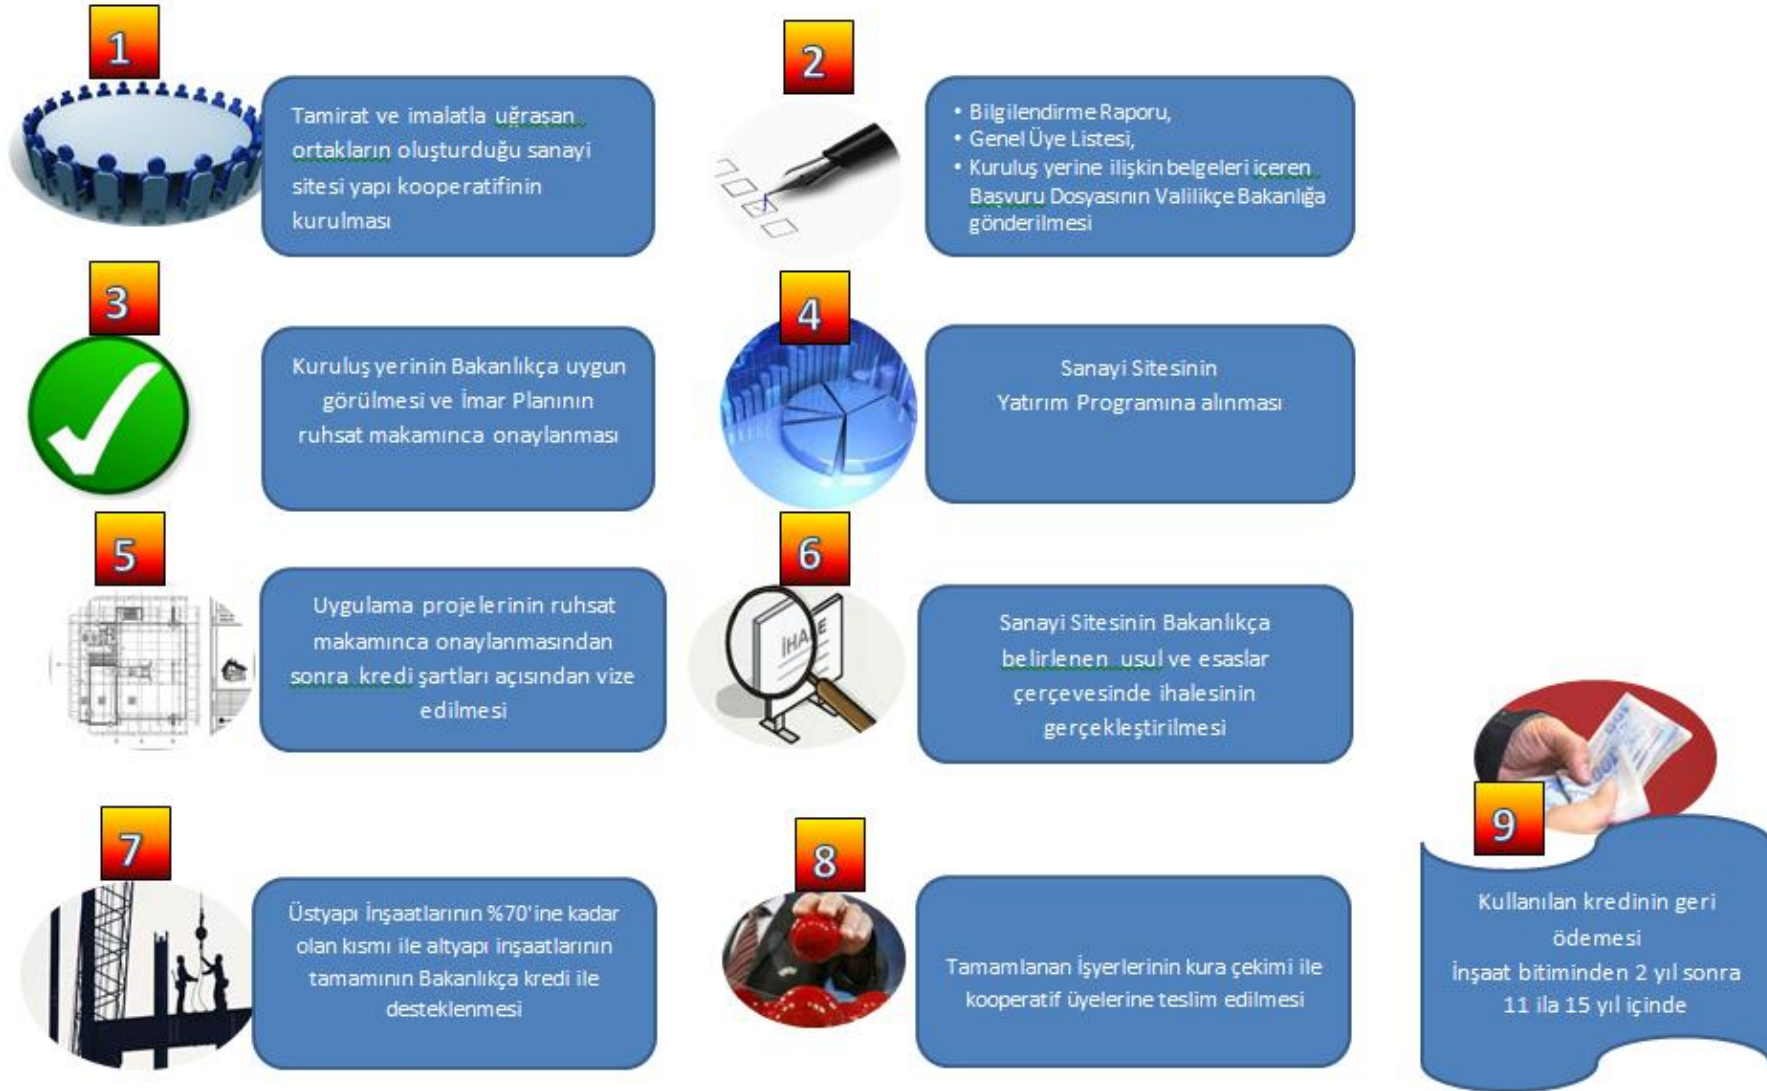 1
Tamirat ve imalatla uğraşan
ortakların oluşturduğu sanayi
sitesi yapı kooperatifinin
kurulması
2
• Bilgilendirme Raporu,
• Genel Üye Listesi,
• Kuruluş yerine ilişkin belgeleri içeren
Başvuru Dosyasının Valilikçe Bakanlığa
gönderilmesi
3
Kuruluş yerinin Bakanlıkça uygun
görülmesi ve İmar Planının
ruhsat makamınca onaylanması
4
Sanayi Sitesinin
Yatırım Programına alınması
5
Uygulama projelerinin ruhsat
makamınca onaylanmasından
sonra kredi şartları açısından vize
edilmesi
6
İHALE
Sanayi Sitesinin Bakanlıkça
belirlenen usul ve esaslar
çerçevesinde ihalesinin
gerçekleştirilmesi
7
Üstyapı İnşaatlarının %70'ine kadar
olan kısmı ile altyapı inşaatlarının
tamamının Bakanlıkça kredi ile
desteklenmesi
8
Tamamlanan İşyerlerinin kura çekimi ile
kooperatif üyelerine teslim edilmesi
9
Kullanılan kredinin geri
ödemesi
İnşaat bitiminden 2 yıl sonra
11 ila 15 yıl içinde